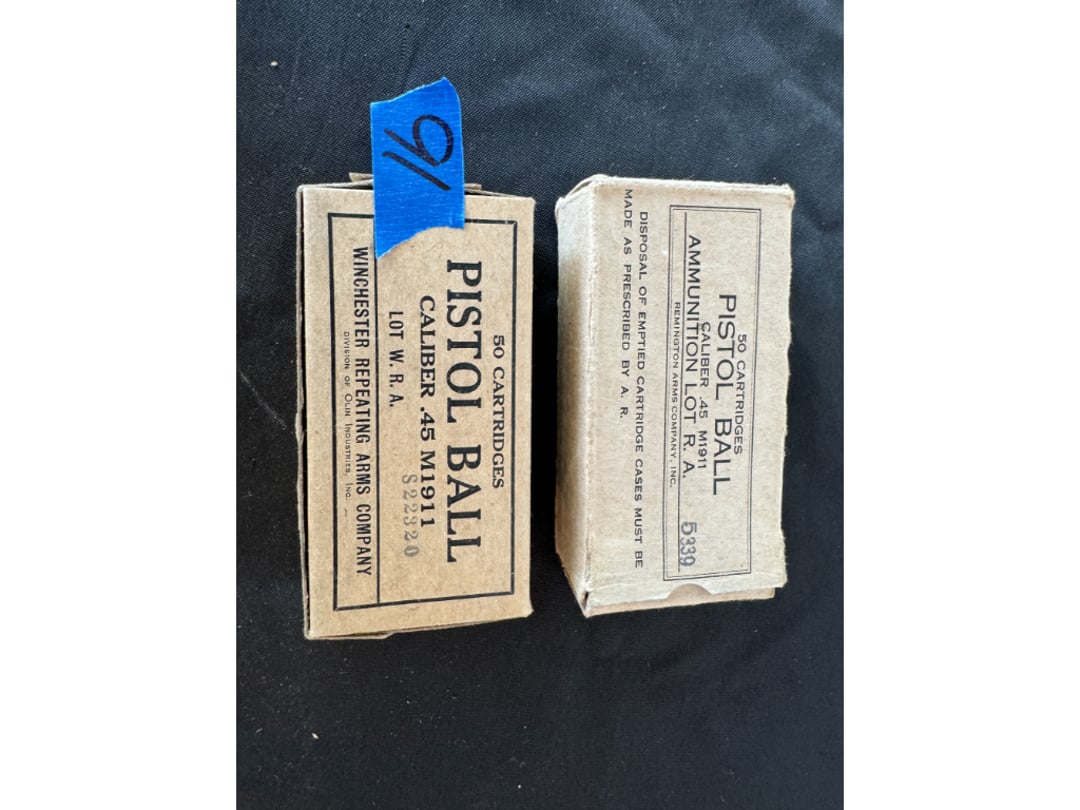 50 CARTRIDGES
PISTOL BALL
CALIBER .45 M1911
LOT W. R. A. S22320
WINCHESTER REPEATING ARMS COMPANY
DIVISION OF OLIN INDUSTRIES, INC.
50 CARTRIDGES
PISTOL BALL
CALIBER .45 M1911
AMMUNITION LOT R. A. 5339
REMINGTON ARMS COMPANY, INC.
DISPOSAL OF EMPTIED CARTRIDGE CASES MUST BE
MADE AS PRESCRIBED BY A. R.